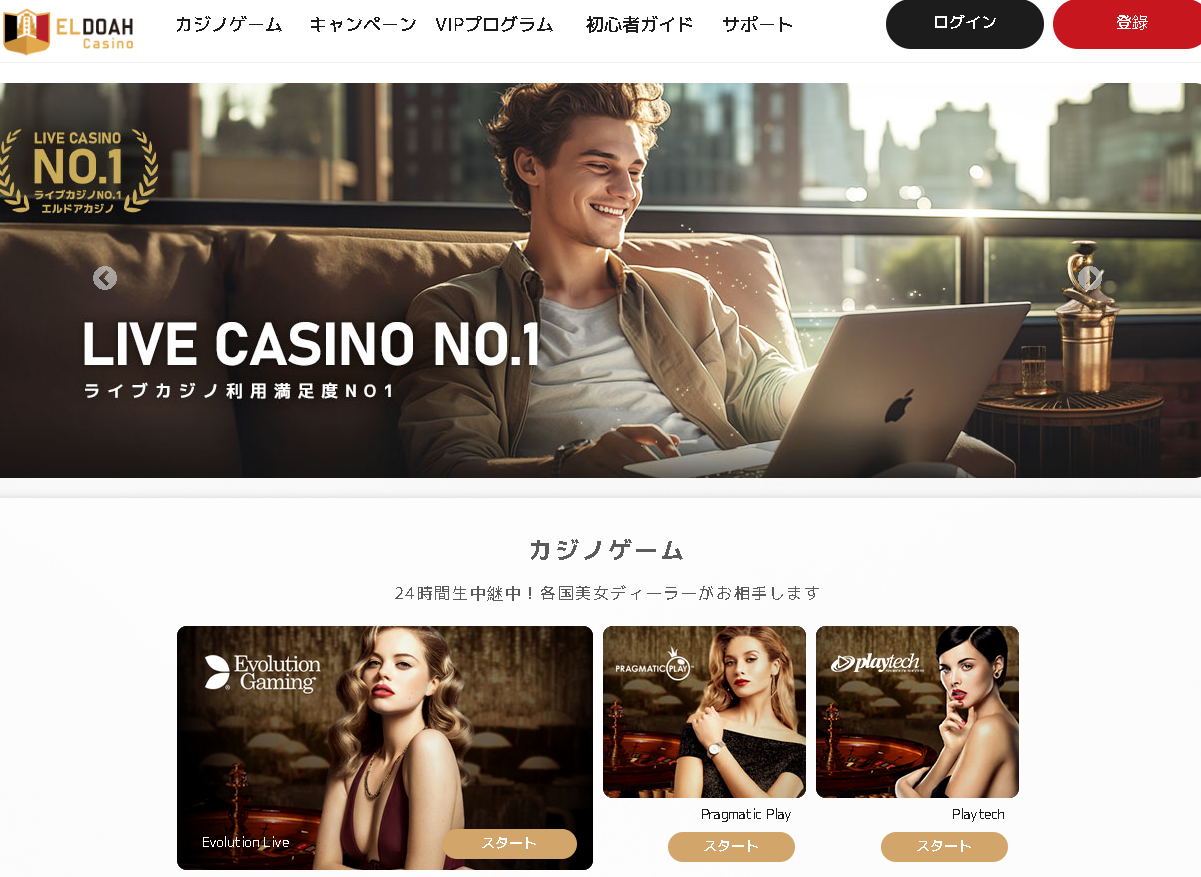 ELDOAH
Casino
カジノゲーム キャンペーン VIPプログラム 初心者ガイド サポート ログイン 登錄
LIVE CASINO
NO.1
ライブカジノNO.1
エルドアカジノ
LIVE CASINO NO.1
ライブカジノ利用満足度NO1
カジノゲーム
24時間生中継中！各国美女ディーラーがお相手します
Evolution
Gaming
PRAGMATIC PLAY
playtech
Evolution Live スタート
Pragmatic Play
スタート
Playtech
スタート